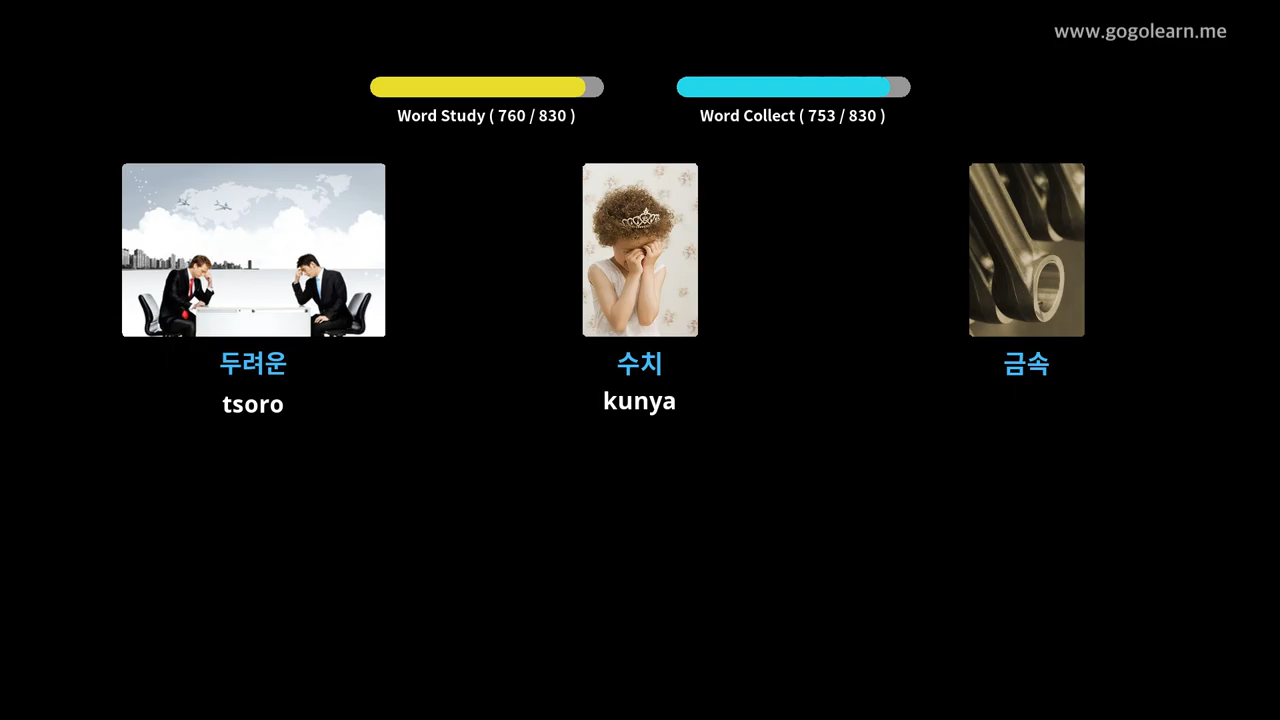 www.gogolearn.me
Word Study ( 760 / 830 )
Word Collect ( 753 / 830 )
두려운
tsoro
수치
kunya
금속